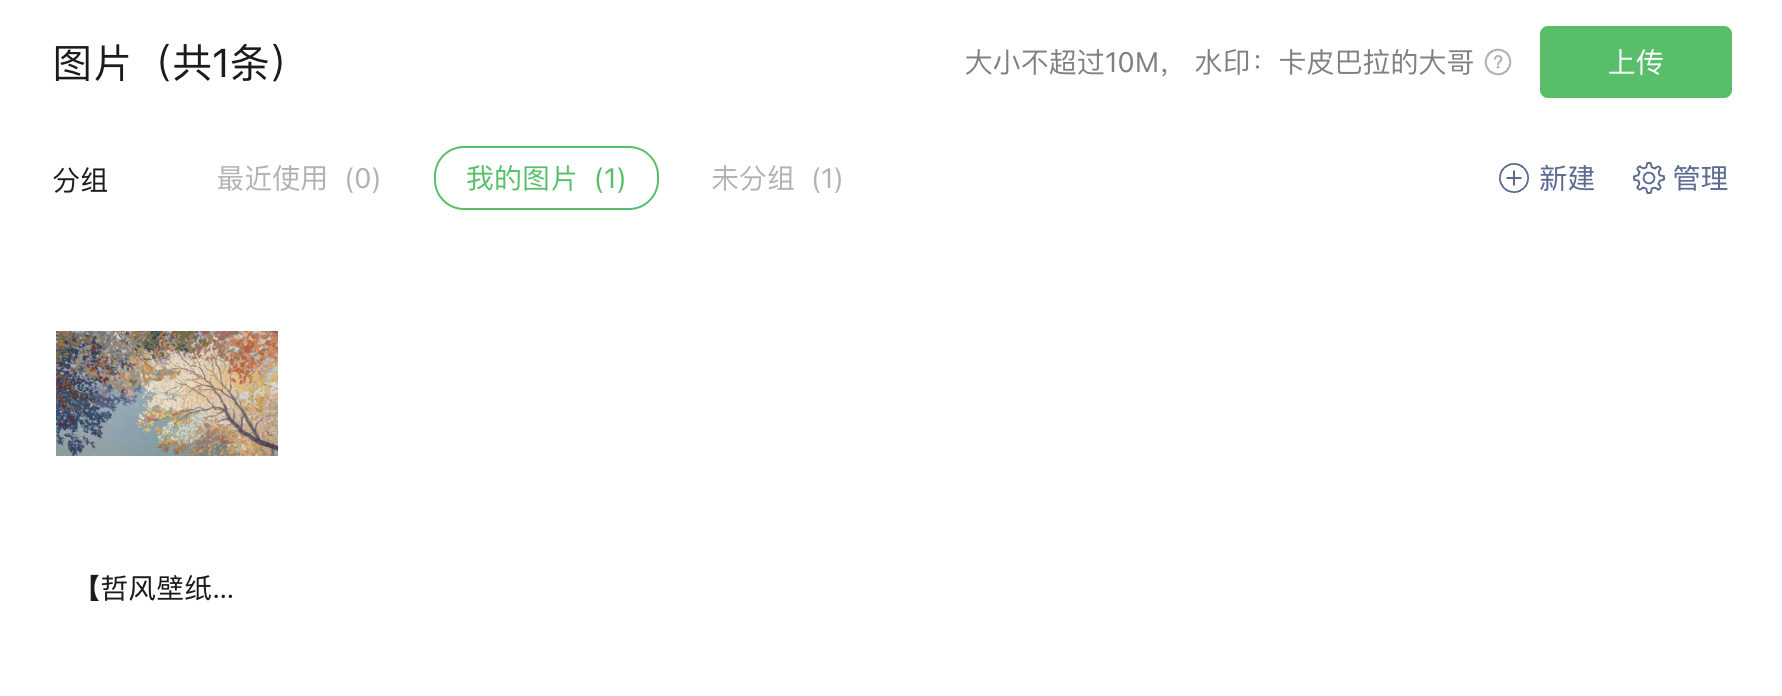 图片（共1条）
大小不超过10M， 水印：卡皮巴拉的大哥 ?
上传
分组 最近使用 (0) 我的图片 (1) 未分组 (1) 新建 管理
【哲风壁纸...